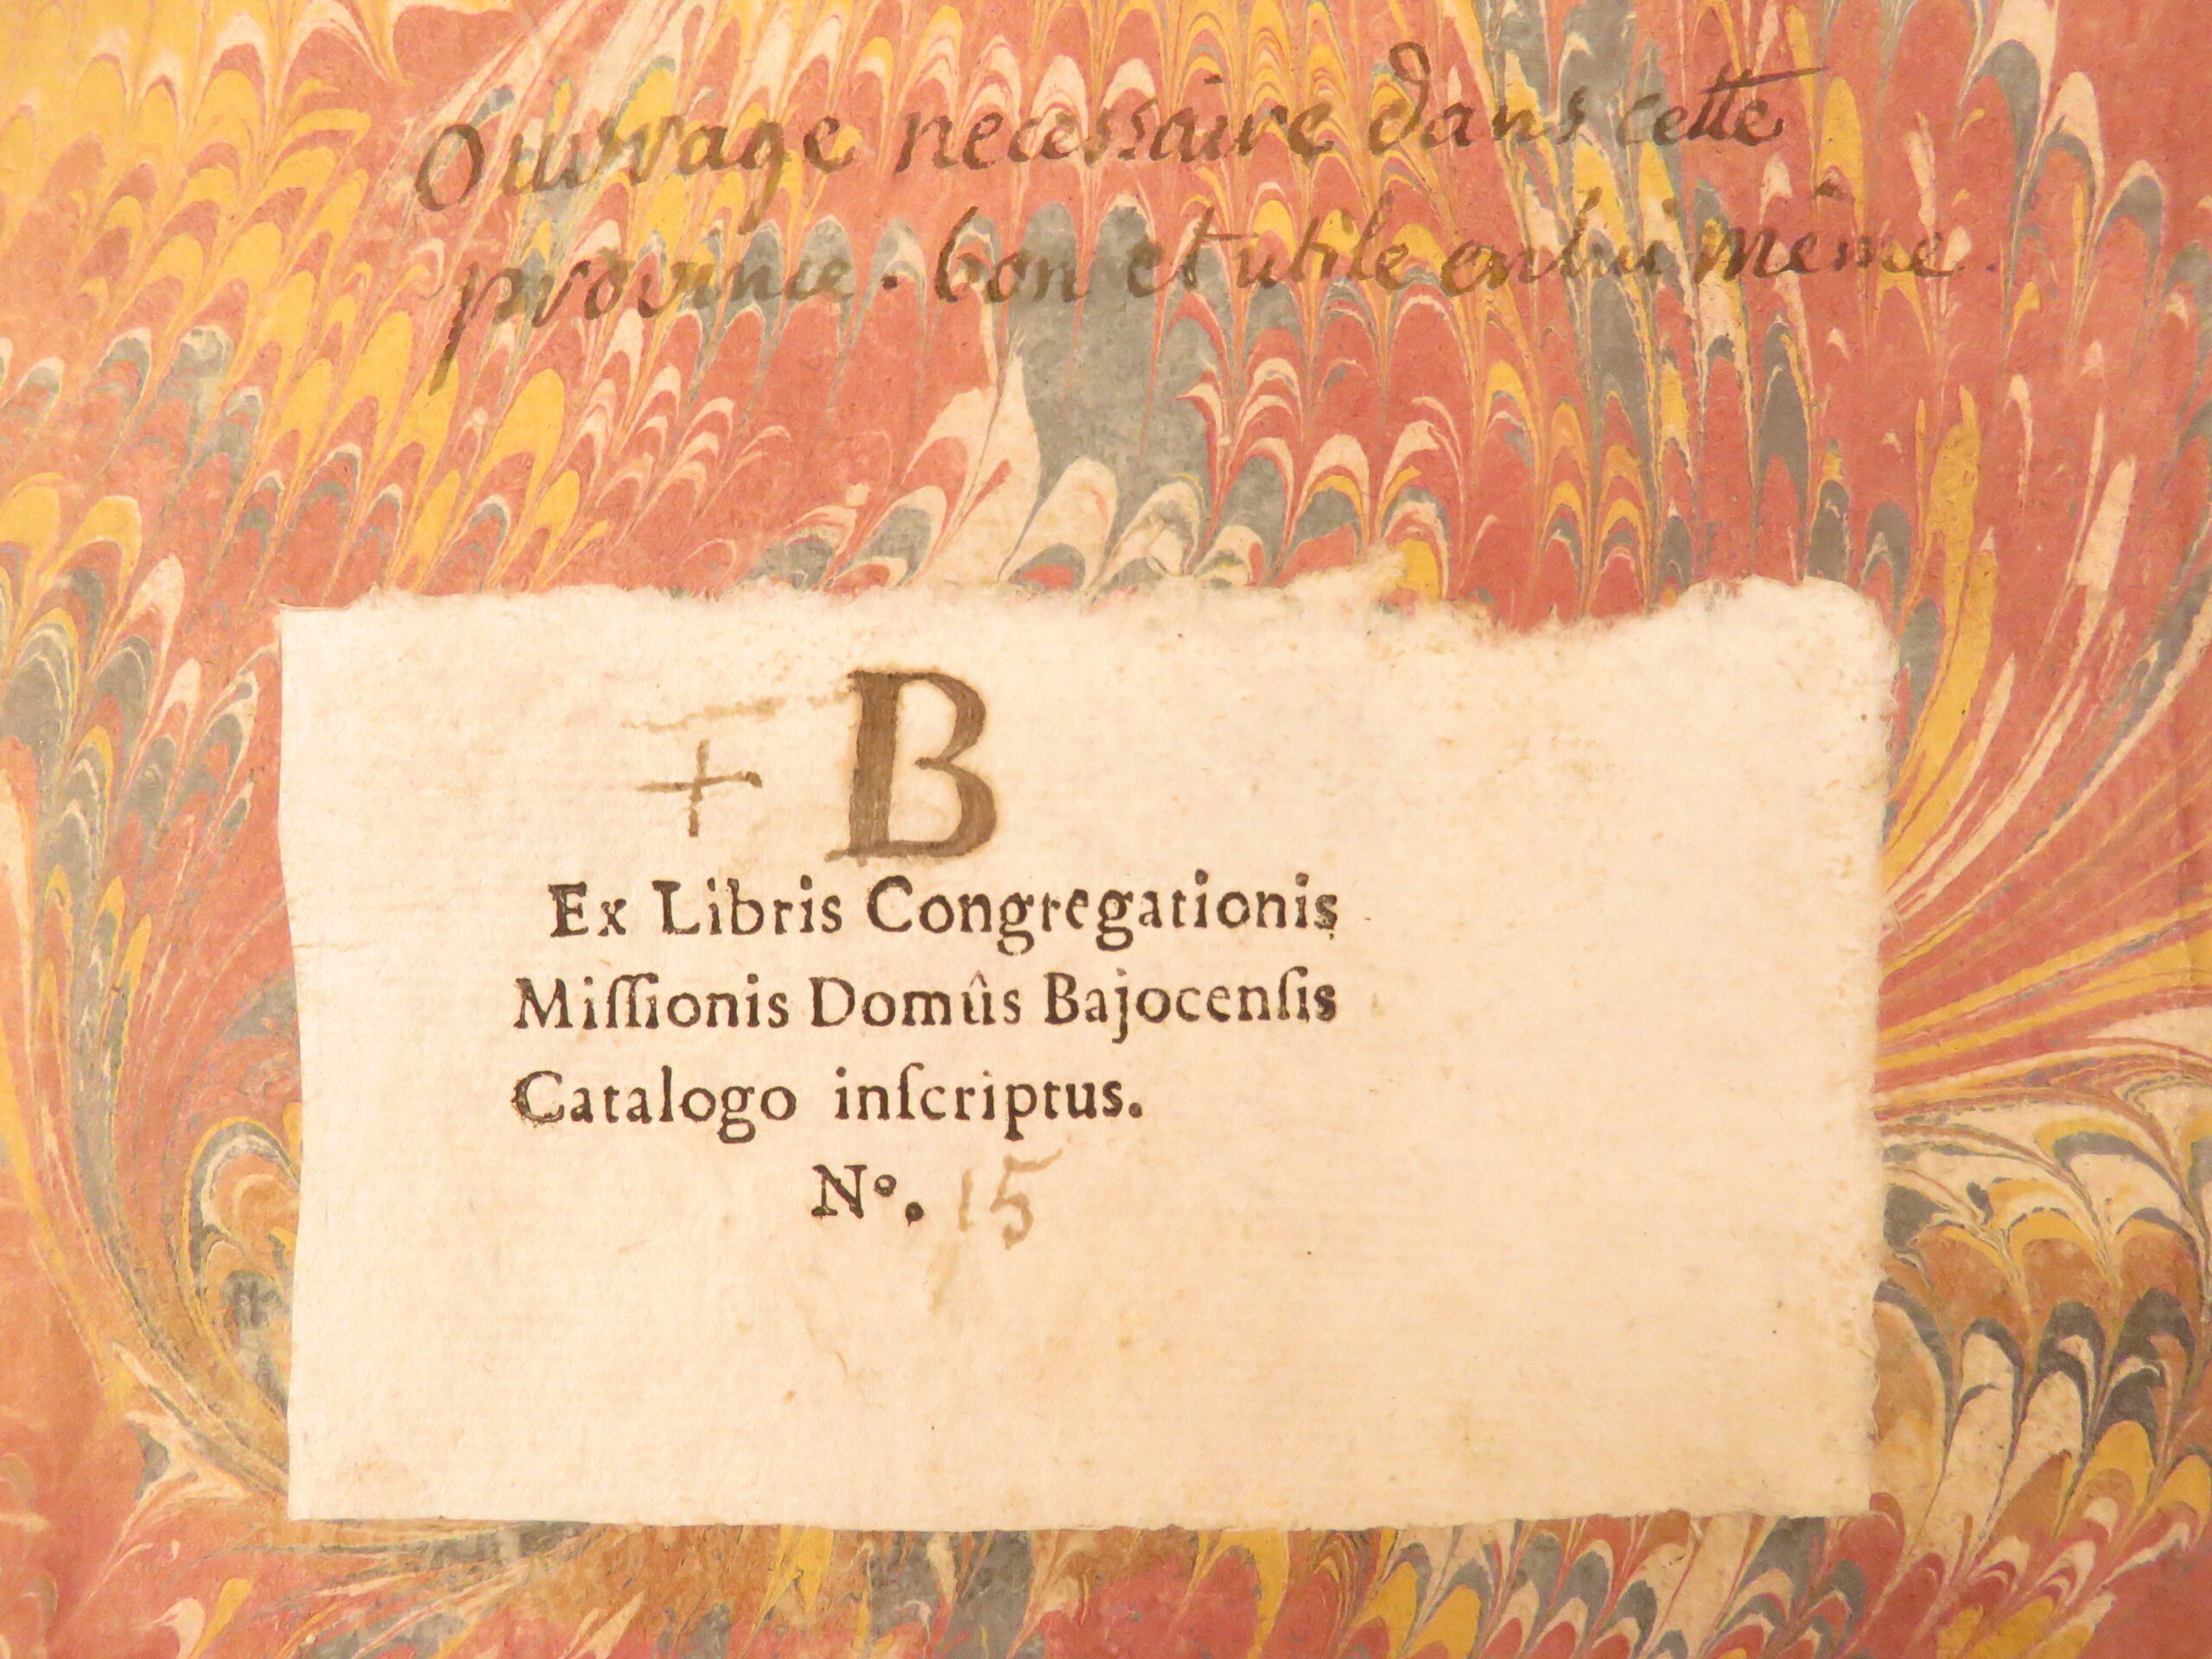 Ouvrage necessaire dans cette
province. bon et utile en lui même.
+ B
Ex Libris Congregationis
Miſſionis Domûs Bajocenſis
Catalogo inſcriptus.
Nº. 15